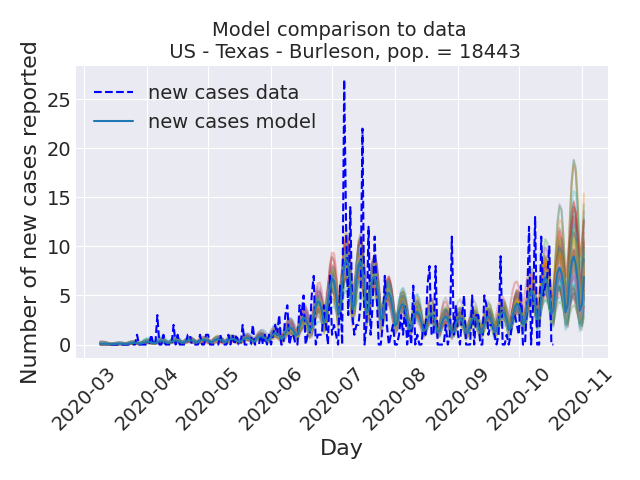 Model comparison to data
US - Texas - Burleson, pop. = 18443
Number of new cases reported
25
20
15
10
5
0
new cases data
new cases model
2020-03
2020-04
2020-05
2020-06
2020-07
2020-08
2020-09
2020-10
2020-11
Day